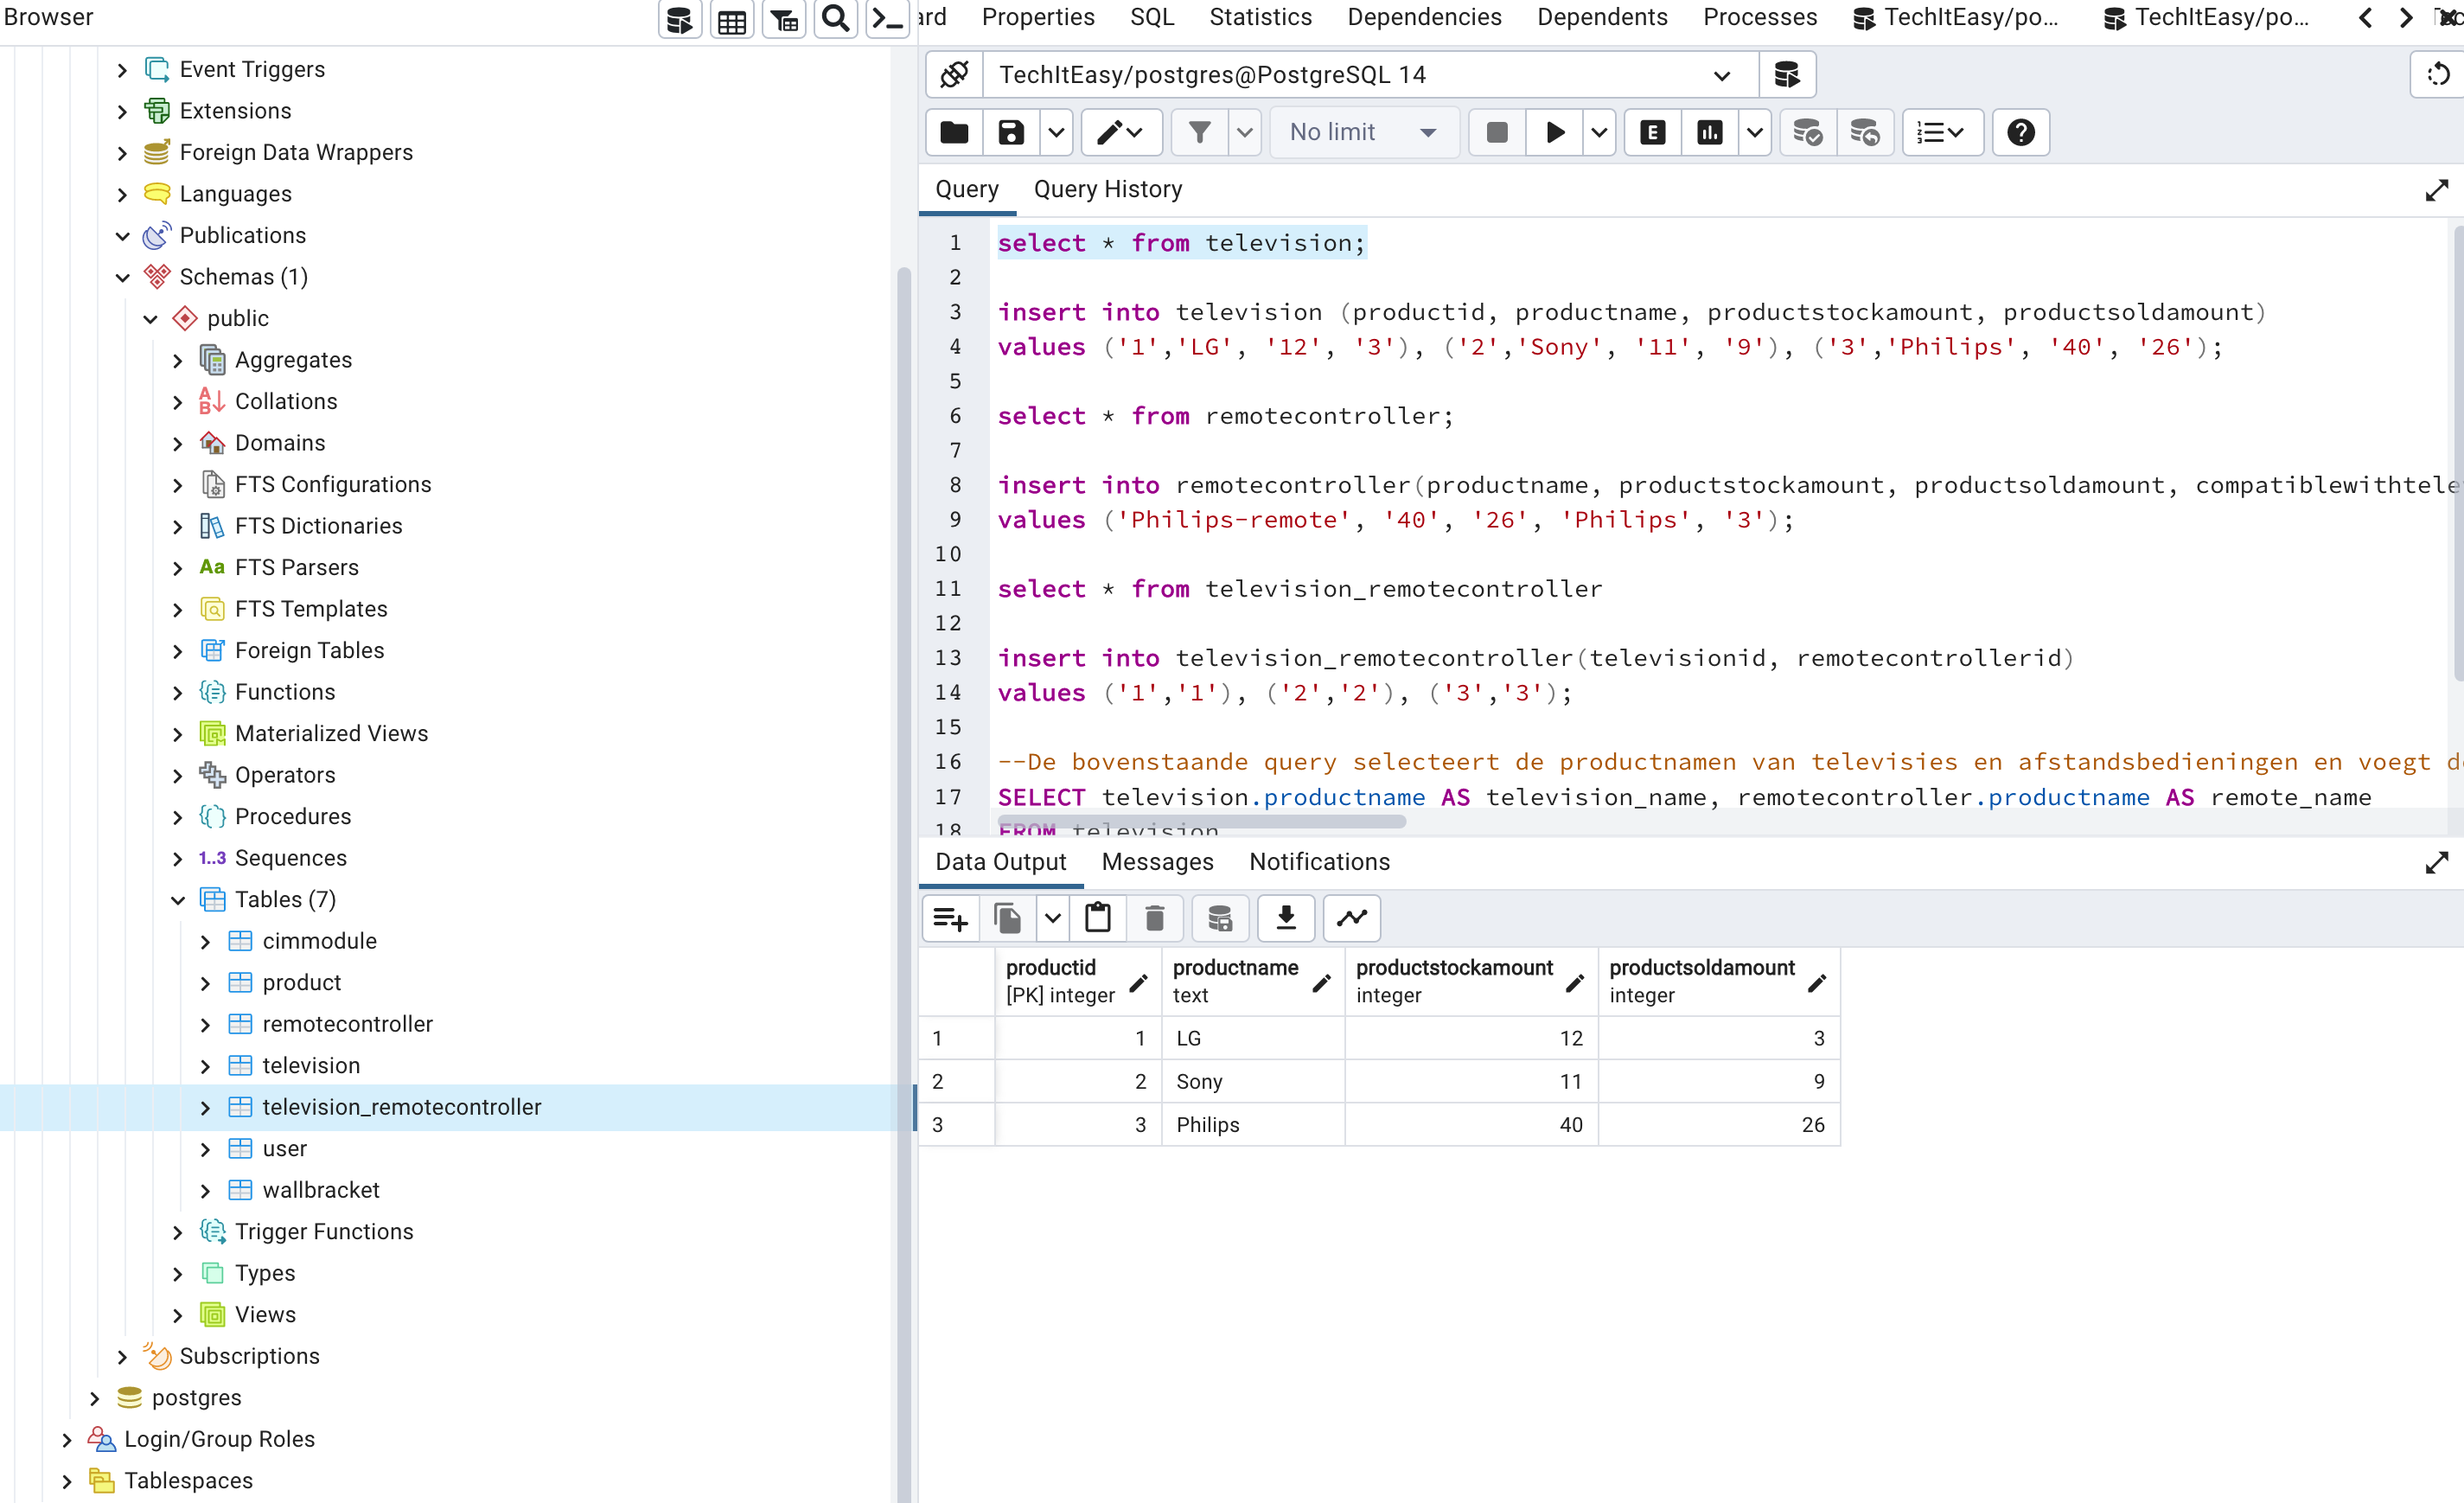 Browser
Event Triggers
Extensions
Foreign Data Wrappers
Languages
Publications
Schemas (1)
public
Aggregates
Collations
Domains
FTS Configurations
FTS Dictionaries
Aa FTS Parsers
FTS Templates
Foreign Tables
Functions
Materialized Views
Operators
Procedures
1..3 Sequences
Tables (7)
cimmodule
product
remotecontroller
television
television_remotecontroller
user
wallbracket
Trigger Functions
Types
Views
Subscriptions
postgres
Login/Group Roles
Tablespaces
Properties SQL Statistics Dependencies Dependents Processes TechItEasy/po... TechItEasy/po...
TechItEasy/postgres@PostgreSQL 14
No limit E
Query Query History
1 select * from television;
2
3 insert into television (productid, productname, productstockamount, productsoldamount)
4 values ('1','LG', '12', '3'), ('2','Sony', '11', '9'), ('3','Philips', '40', '26');
5
6 select * from remotecontroller;
7
8 insert into remotecontroller(productname, productstockamount, productsoldamount, compatiblewithtele
9 values ('Philips-remote', '40', '26', 'Philips', '3');
10
11 select * from television_remotecontroller
12
13 insert into television_remotecontroller(televisionid, remotecontrollerid)
14 values ('1','1'), ('2','2'), ('3','3');
15
16 --De bovenstaande query selecteert de productnamen van televisies en afstandsbedieningen en voegt
17 SELECT television.productname AS television_name, remotecontroller.productname AS remote_name
18 FROM television
Data Output Messages Notifications
productid productname productstockamount productsoldamount
[PK] integer text integer integer
1 1 LG 12 3
2 2 Sony 11 9
3 3 Philips 40 26